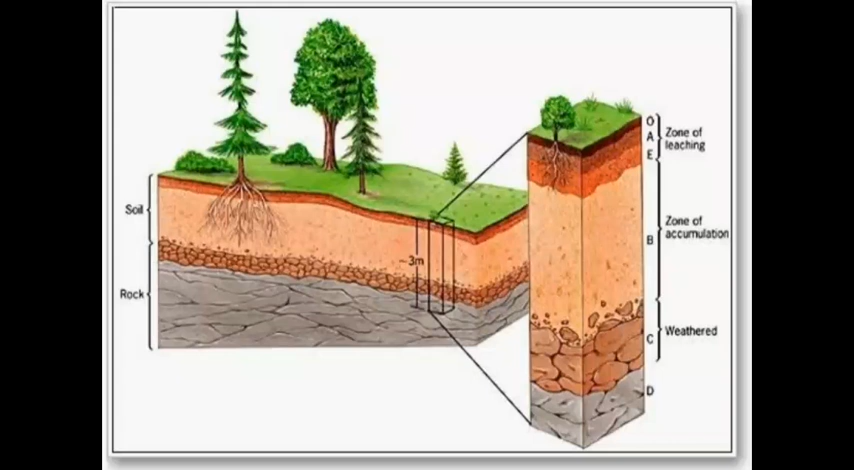 Soil
Rock
~3m
O
A
E
Zone of
leaching
B
Zone of
accumulation
C
Weathered
D